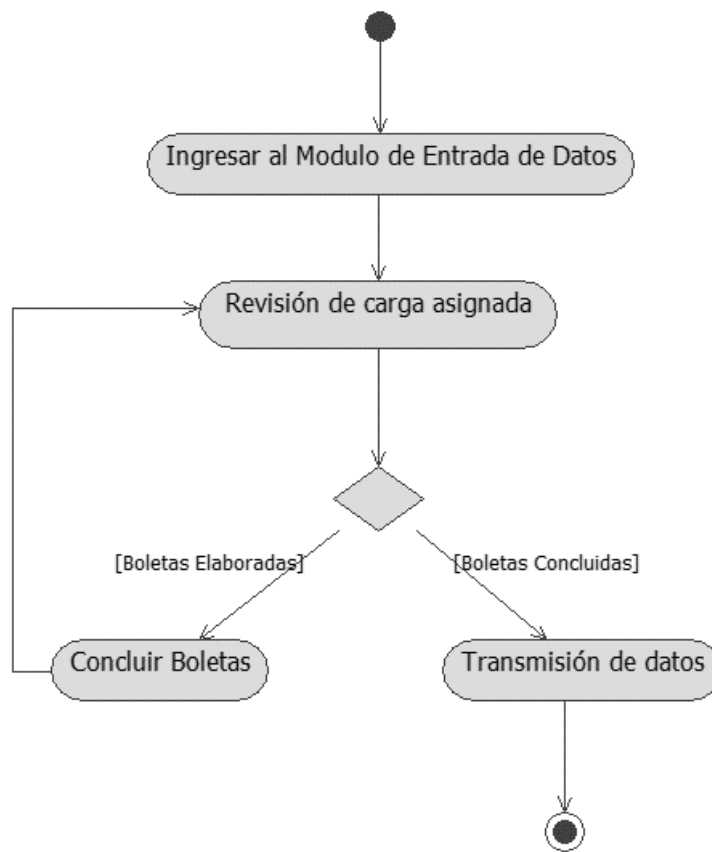 Ingresar al Modulo de Entrada de Datos
Revisión de carga asignada
[Boletas Elaboradas]
[Boletas Concluidas]
Concluir Boletas
Transmisión de datos